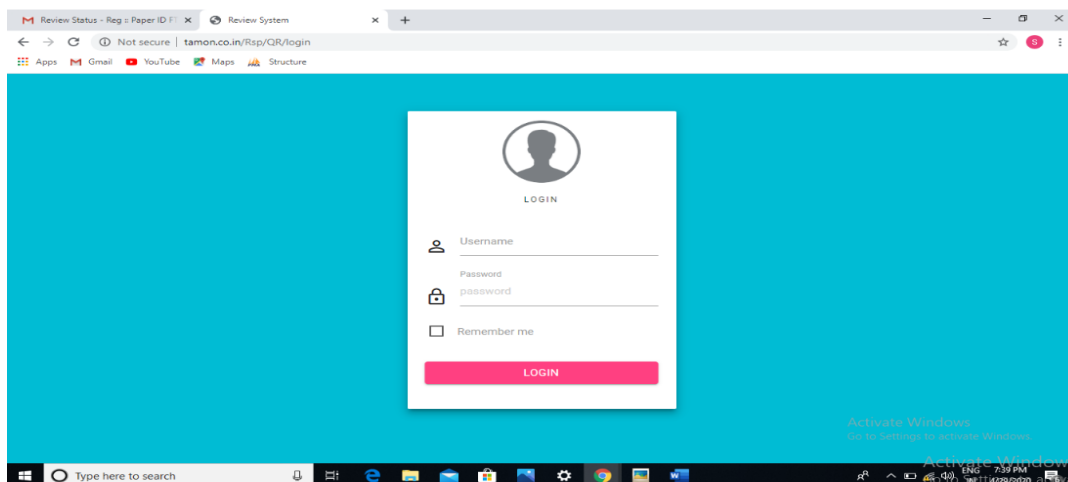 Review Status - Reg :: Paper ID F
Review System
Not secure | tamon.co.in/Rsp/QR/login
Apps Gmail YouTube Maps Structure
LOGIN
Username
Password
password
Remember me
LOGIN
Activate Windows
Go to Settings to activate Windows.
Activate Window
Type here to search
ENG 7:39 PM